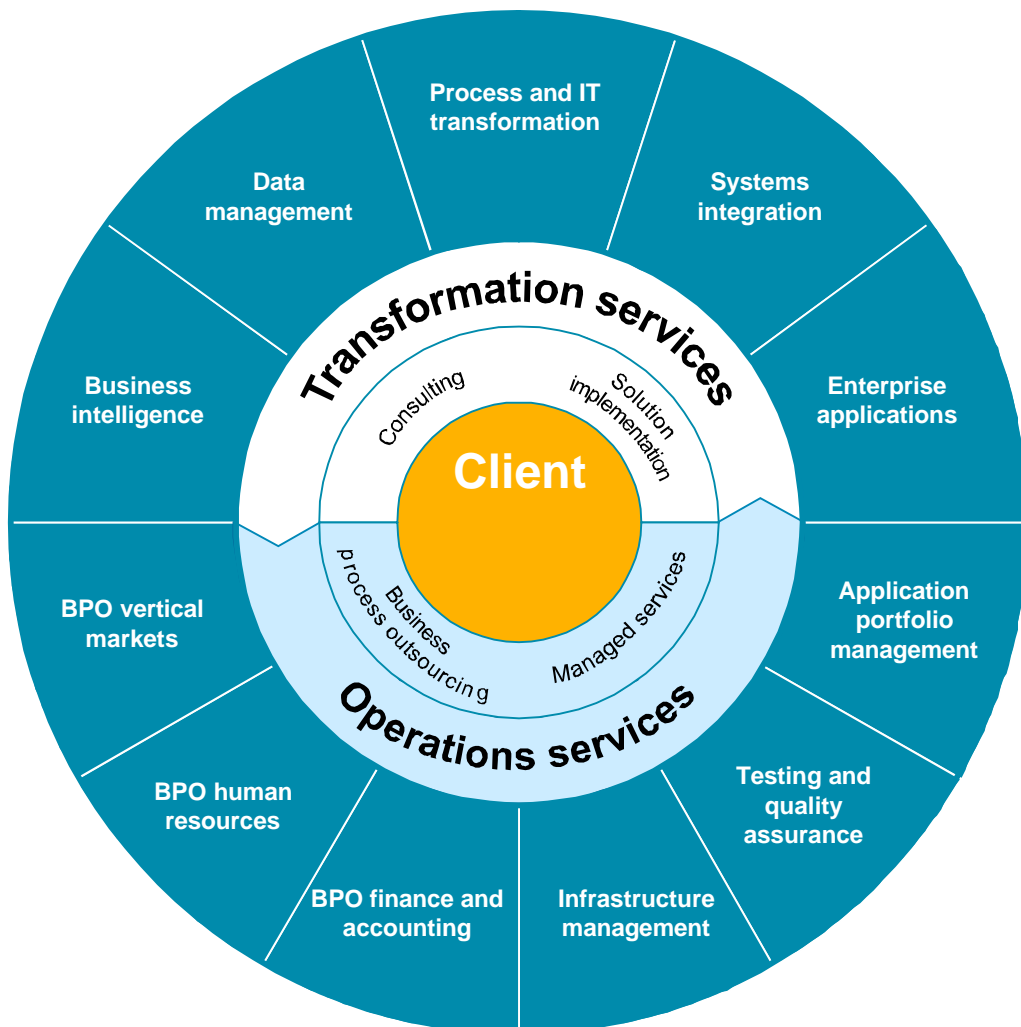 Process and IT
transformation
Data
management
Systems
integration
Transformation services
Consulting
Solution
implementation
Business
intelligence
Enterprise
applications
Client
BPO vertical
markets
Business
process outsourcing
Managed services
Application
portfolio
management
Operations services
BPO human
resources
Testing and
quality
assurance
BPO finance and
accounting
Infrastructure
management